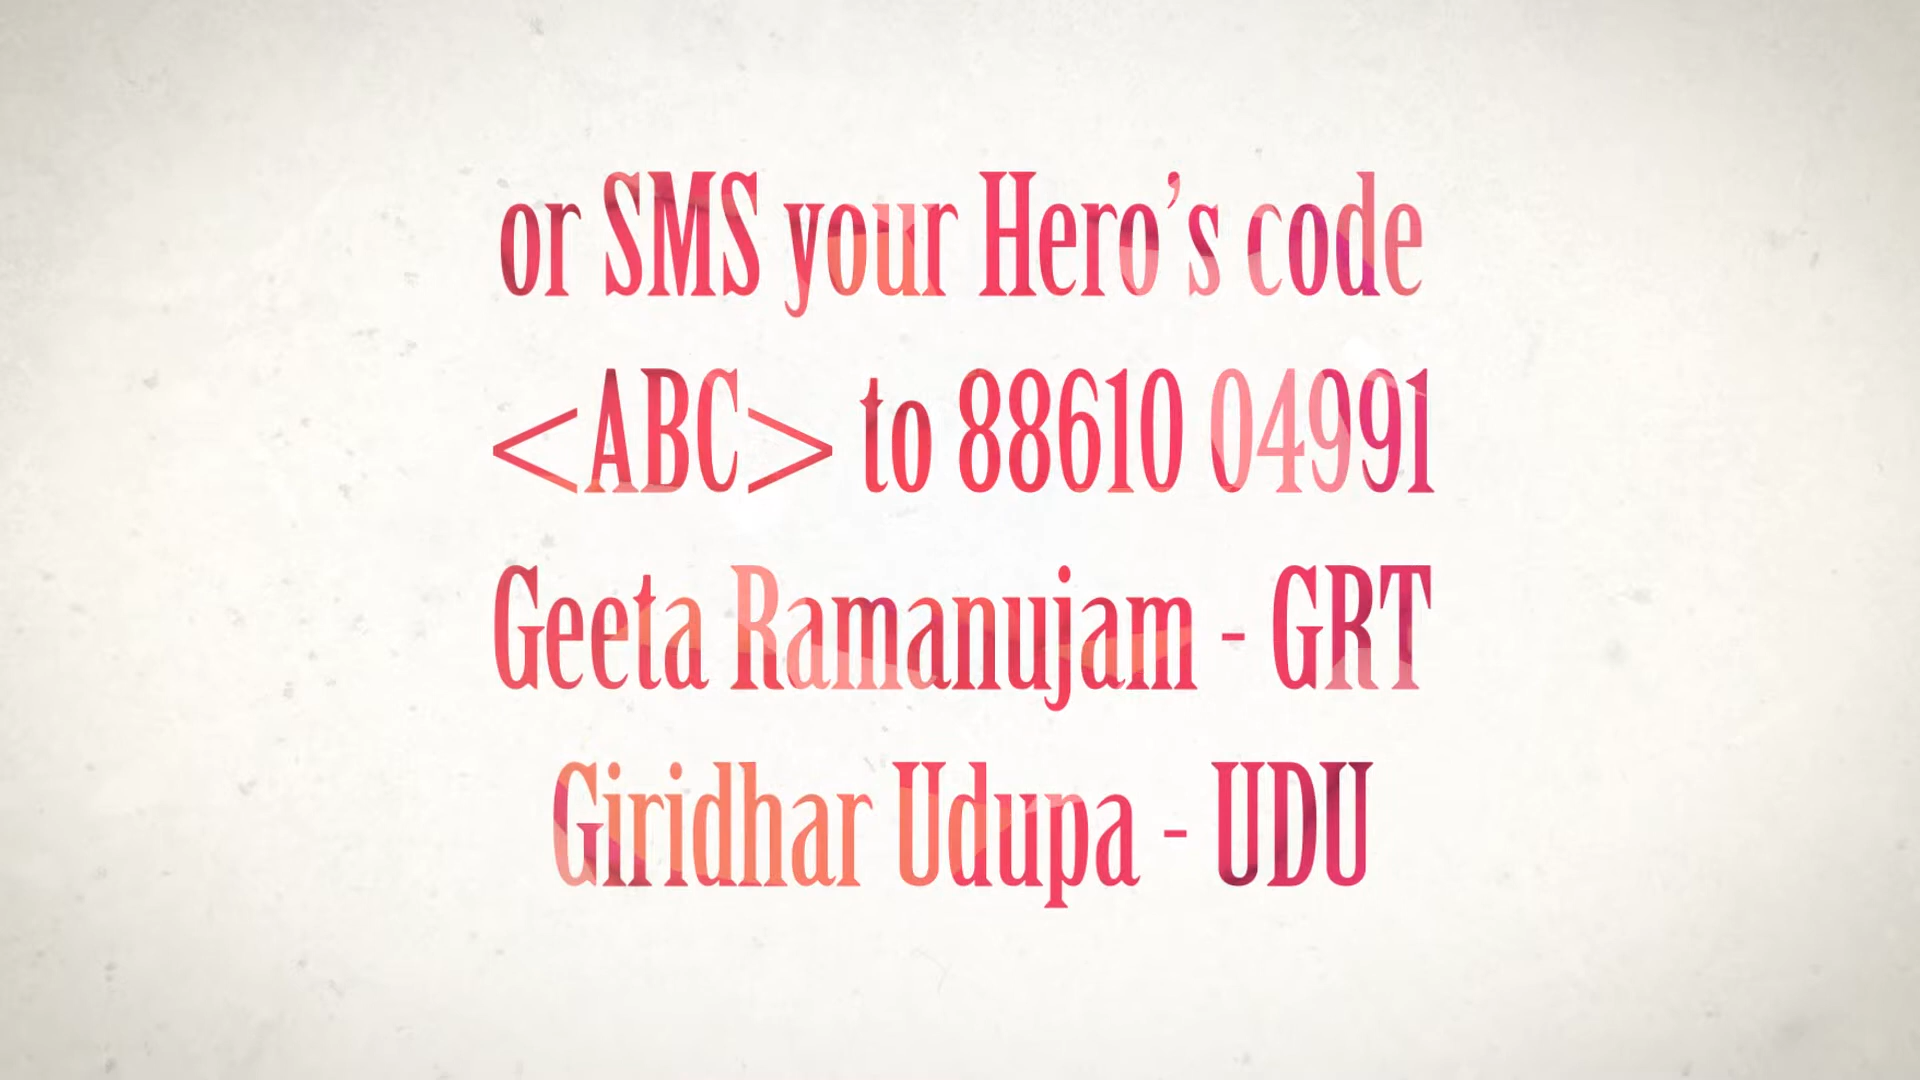 or SMS your Hero’s code
<ABC> to 88610 04991
Geeta Ramanujam - GRT
Giridhar Udupa - UDU